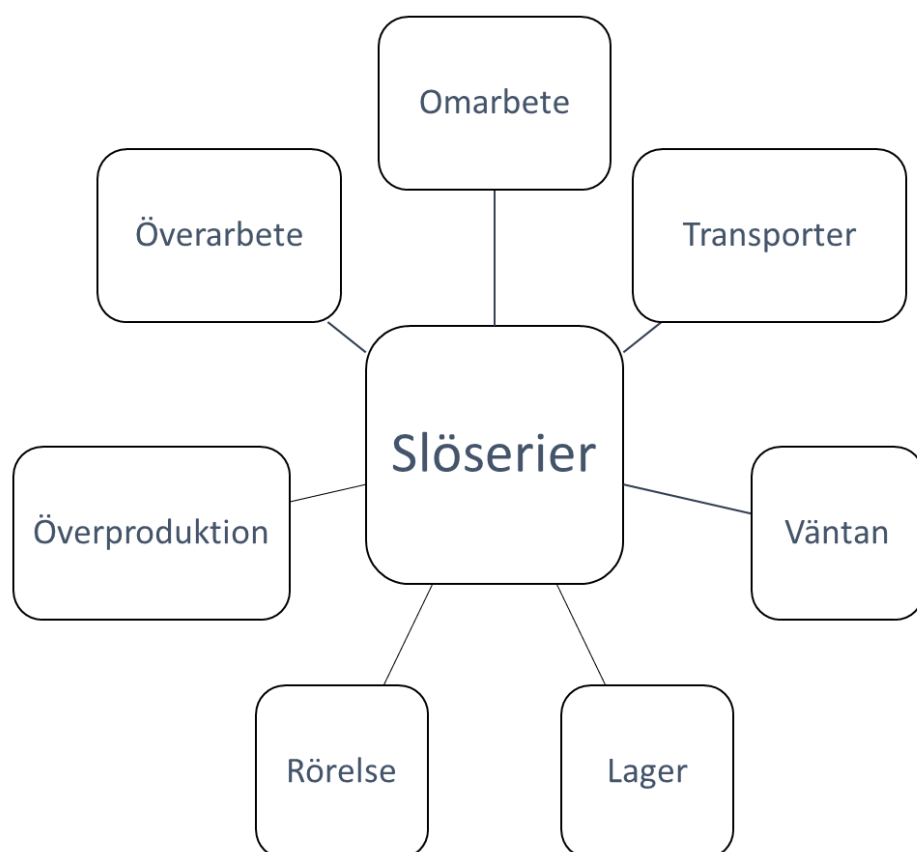 Omarbete
Överarbete
Transporter
Slöserier
Överproduktion
Väntan
Rörelse
Lager